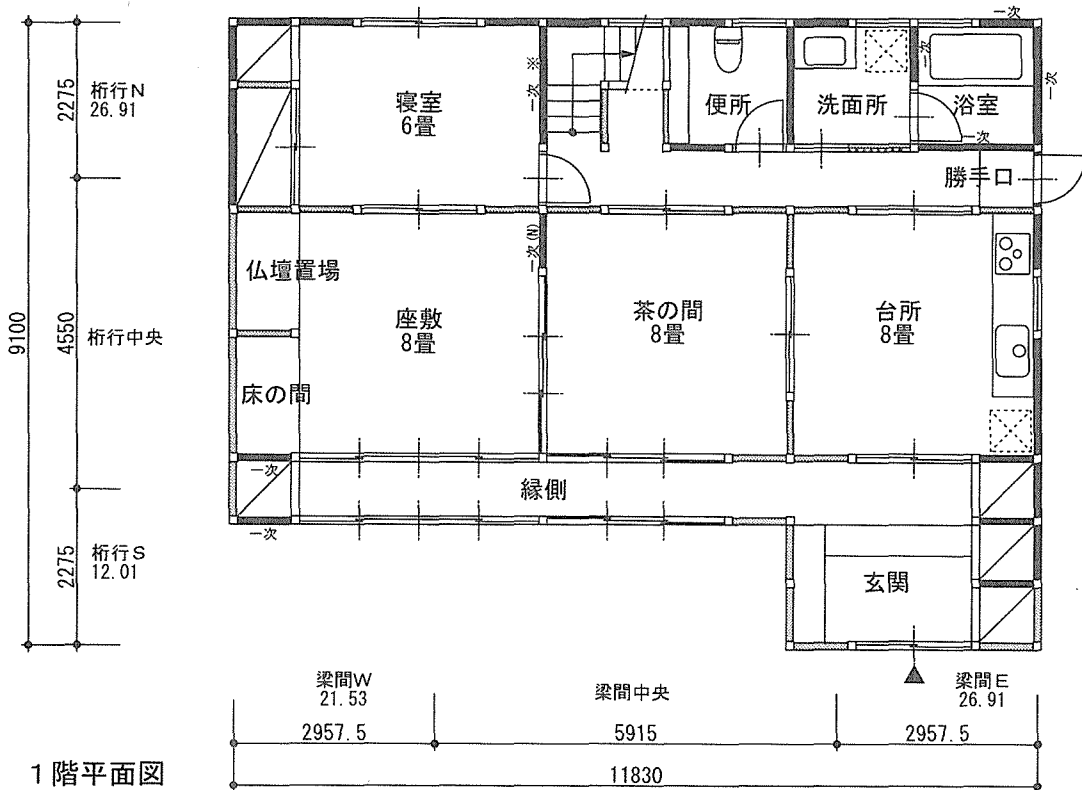 一次
2275
桁行N
26.91
一次 ※
寝室
6畳
便所
洗面所
一次
浴室
一次
一次
勝手口
一次(N)
仏壇置場
座敷
8畳
茶の間
8畳
台所
8畳
9100
4550
桁行中央
床の間
一次
縁側
一次
2275
桁行S
12.01
玄関
梁間W
21.53
梁間中央
梁間E
26.91
2957.5
5915
2957.5
11830
1階平面図